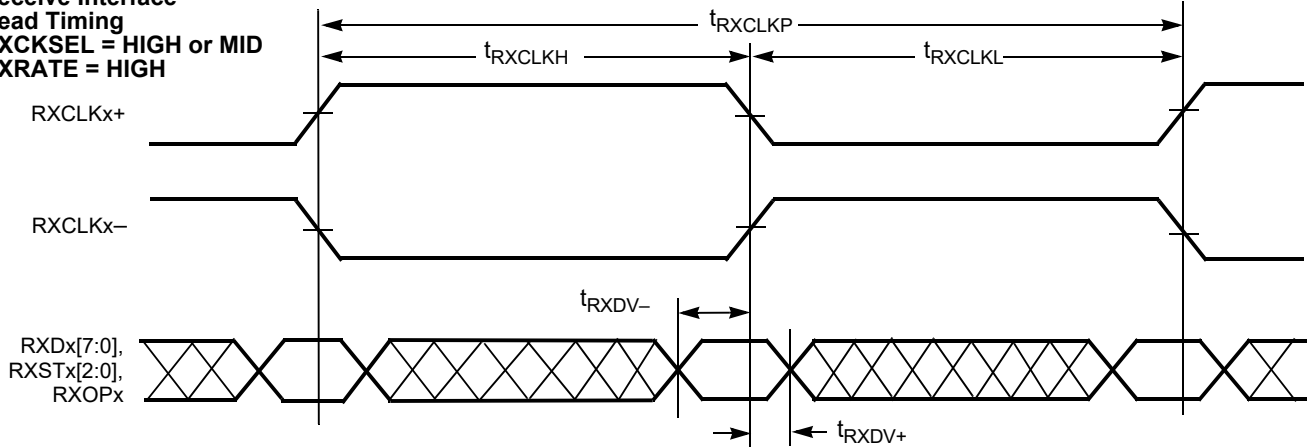 eceive Interface
ead Timing
XCKSEL = HIGH or MID
XRATE = HIGH
tRXCLKP
tRXCLKH
tRXCLKL
RXCLKx+
RXCLKx–
tRXDV–
RXDx[7:0],
RXSTx[2:0],
RXOPx
tRXDV+